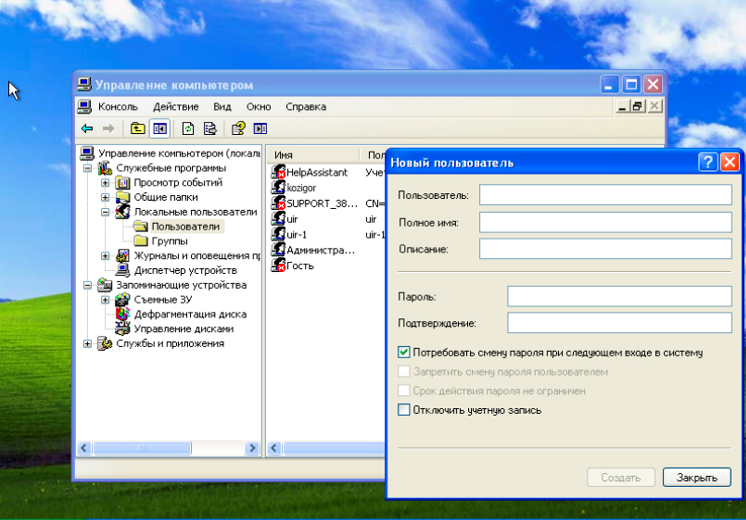 Управление компьютером
Консоль Действие Вид Окно Справка
Управление компьютером (локаль
Служебные программы
Просмотр событий
Общие папки
Локальные пользователи
Пользователи
Группы
Журналы и оповещения пр
Диспетчер устройств
Запоминающие устройства
Съемные ЗУ
Дефрагментация диска
Управление дисками
Службы и приложения
Имя Пол
HelpAssistant Учет
kozigor
SUPPORT_38... CN=
uir uir
uir-1 uir-1
Администра...
Гость
Новый пользователь
Пользователь:
Полное имя:
Описание:
Пароль:
Подтверждение:
Потребовать смену пароля при следующем входе в систему
Запретить смену пароля пользователем
Срок действия пароля не ограничен
Отключить учетную запись
Создать Закрыть